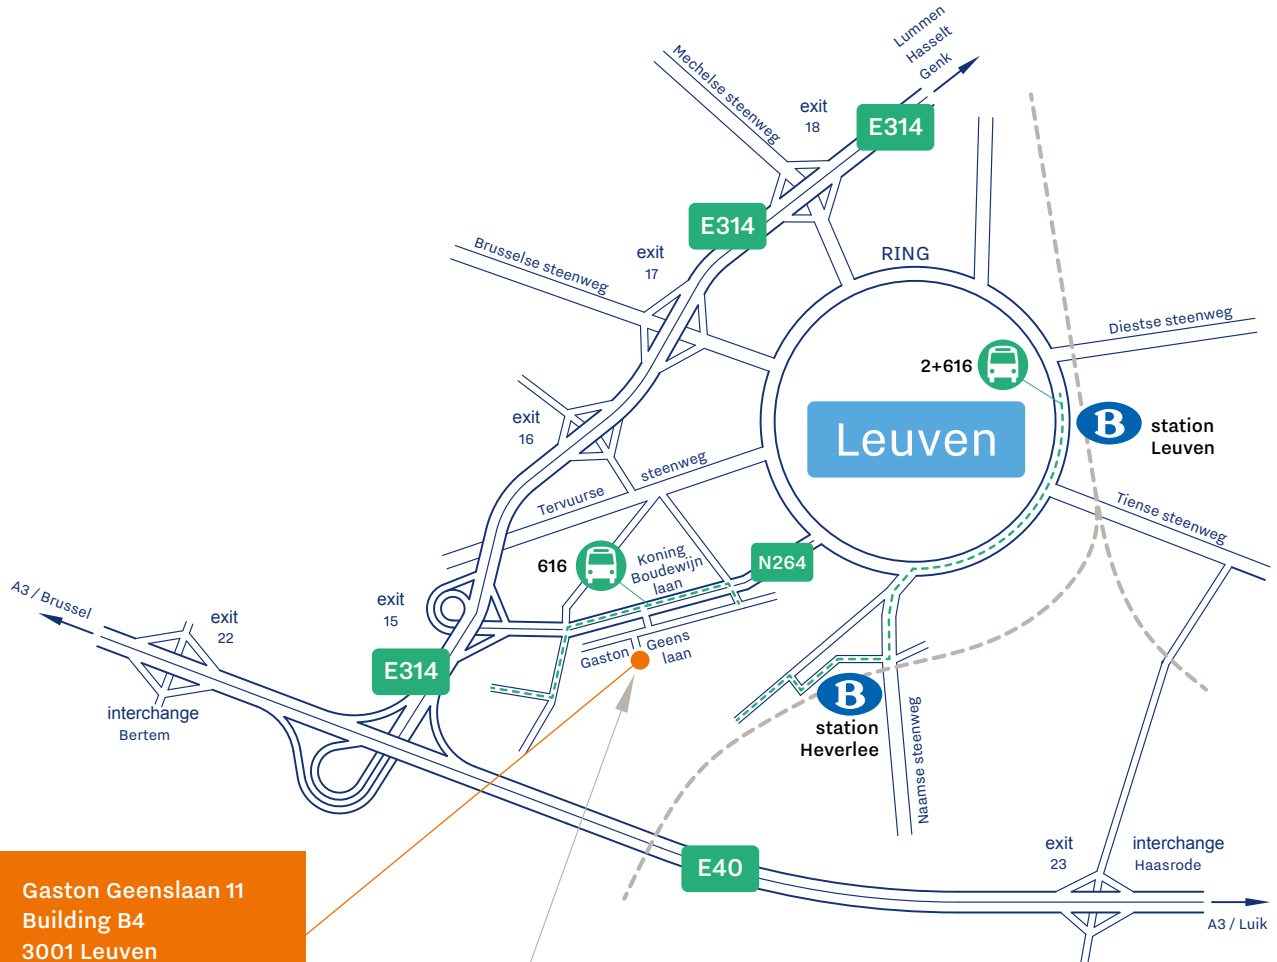 Lummen
Hasselt
Genk
Mechelse steenweg
exit
18
E314
E314
Brusselse steenweg
exit
17
RING
Diestse steenweg
2+616
exit
16
Leuven
B
station
Leuven
Tervuurse steenweg
Tiense steenweg
616
Koning
Boudewijn
laan
N264
A3 / Brussel
exit
22
exit
15
E314
Gaston Geens
laan
interchange
Bertem
B
station
Heverlee
Naamse steenweg
E40
exit
23
interchange
Haasrode
A3 / Luik
Gaston Geenslaan 11
Building B4
3001 Leuven